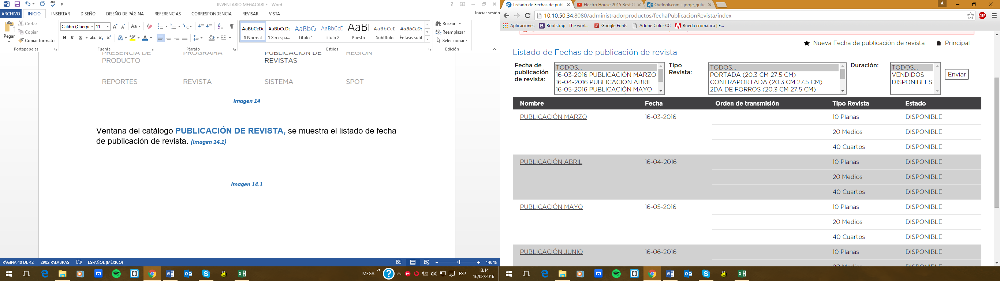 INVENTARIO MEGACABLE - Word
ARCHIVO INICIO INSERTAR DISEÑO DISEÑO DE PÁGINA REFERENCIAS CORRESPONDENCIA REVISAR VISTA Iniciar sesión
Pegar
Cortar
Copiar
Copiar formato
Portapapeles
Calibri (Cuerpo 11
N K S abc x₂ x²
Fuente
Párrafo
AaBbCcDc AaBbCcDc AaBbCc AaBbCcD AaBl AaBbCcD AaBbCcDc
¶ Normal ¶ Sin espa... Título 1 Título 2 Puesto Subtítulo Énfasis sutil
Estilos
Buscar
Reemplazar
Seleccionar
Edición
PRESENCIA DE PRODUCTO
PROGRAMA
PUBLICACIÓN DE REVISTAS
REGIÓN
REPORTES REVISTA SISTEMA SPOT
Imagen 14
Ventana del catálogo PUBLICACIÓN DE REVISTA, se muestra el listado de fecha
de publicación de revista. (Imagen 14.1)
Imagen 14.1
PÁGINA 40 DE 42 2902 PALABRAS ESPAÑOL (MÉXICO) 140 %
MEGA ESP 13:14
16/02/2016
Listado de Fechas de publ Electro House 2015 Best O Outlook.com - jorge_gutie
10.10.50.34:8080/administradorproductos/fechaPublicacionRevista/index
Aplicaciones Bootstrap · The worl... Google Fonts Adobe Color CC Rueda cromática | E...
Nueva Fecha de publicación de revista Principal
Listado de Fechas de publicación de revista
Fecha de publicación de revista:
TODOS...
16-03-2016 PUBLICACIÓN MARZO
16-04-2016 PUBLICACIÓN ABRIL
16-05-2016 PUBLICACIÓN MAYO
Tipo Revista:
TODOS...
PORTADA (20.3 CM 27.5 CM)
CONTRAPORTADA (20.3 CM 27.5 CM)
2DA DE FORROS (20.3 CM 27.5 CM)
Duración:
TODOS...
VENDIDOS
DISPONIBLES
Enviar
Nombre Fecha Orden de transmisión Tipo Revista Estado
PUBLICACIÓN MARZO 16-03-2016 10 Planas DISPONIBLE
20 Medios DISPONIBLE
40 Cuartos DISPONIBLE
PUBLICACIÓN ABRIL 16-04-2016 10 Planas DISPONIBLE
20 Medios DISPONIBLE
40 Cuartos DISPONIBLE
PUBLICACIÓN MAYO 16-05-2016 10 Planas DISPONIBLE
20 Medios DISPONIBLE
40 Cuartos DISPONIBLE
PUBLICACIÓN JUNIO 16-06-2016 10 Planas DISPONIBLE
20 Medios DISPONIBLE